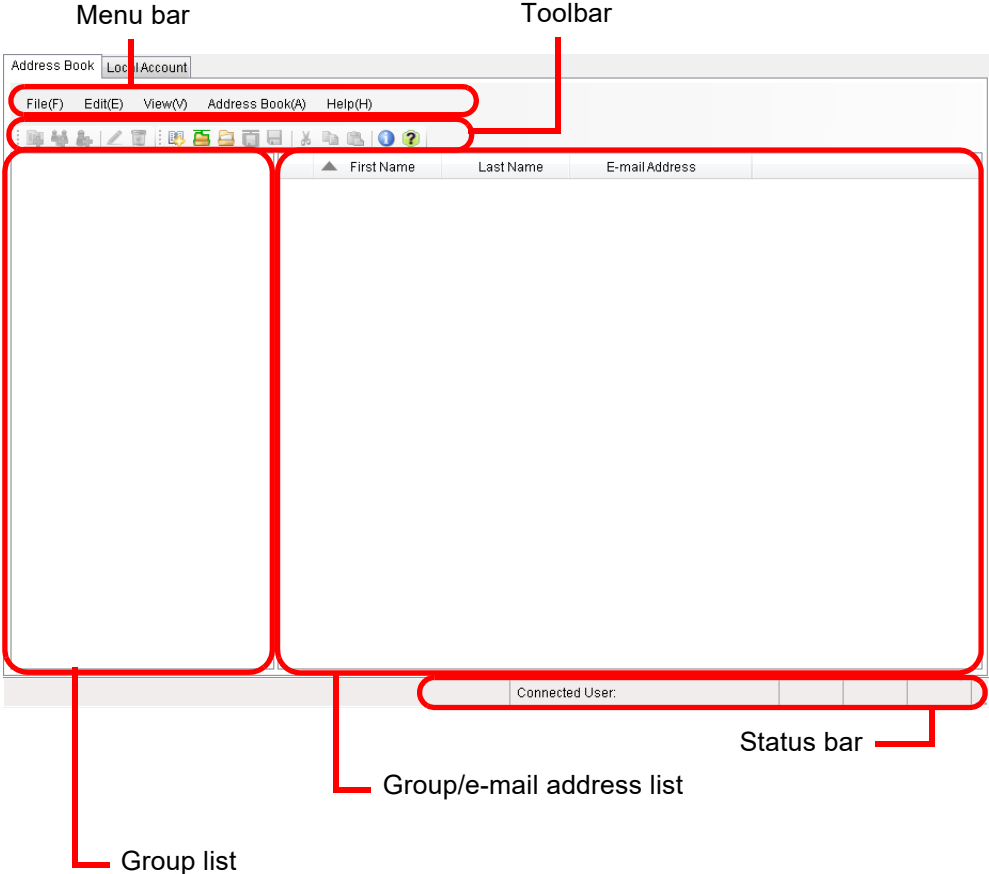 Menu bar
Toolbar
Address Book
Local Account
File(F) Edit(E) View(V) Address Book(A) Help(H)
First Name Last Name E-mail Address
Connected User:
Status bar
Group/e-mail address list
Group list